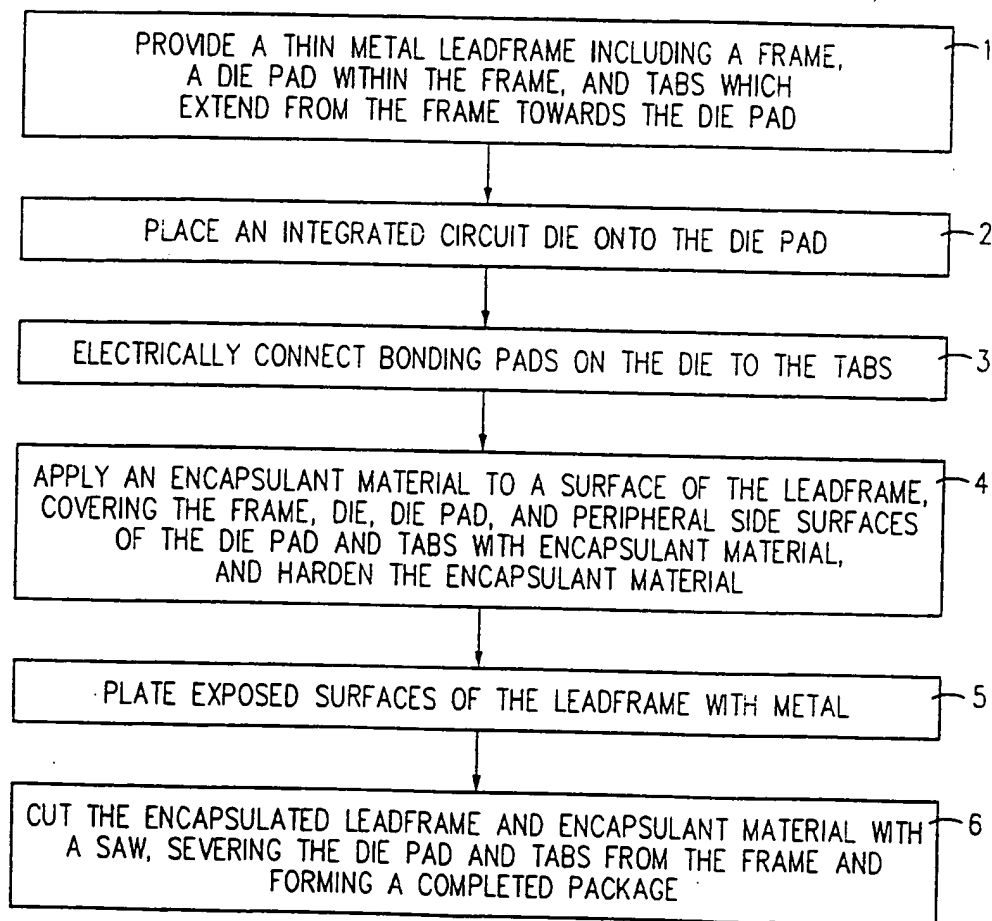 PROVIDE A THIN METAL LEADFRAME INCLUDING A FRAME,
A DIE PAD WITHIN THE FRAME, AND TABS WHICH
EXTEND FROM THE FRAME TOWARDS THE DIE PAD
1
PLACE AN INTEGRATED CIRCUIT DIE ONTO THE DIE PAD
2
ELECTRICALLY CONNECT BONDING PADS ON THE DIE TO THE TABS
3
APPLY AN ENCAPSULANT MATERIAL TO A SURFACE OF THE LEADFRAME,
COVERING THE FRAME, DIE, DIE PAD, AND PERIPHERAL SIDE SURFACES
OF THE DIE PAD AND TABS WITH ENCAPSULANT MATERIAL,
AND HARDEN THE ENCAPSULANT MATERIAL
4
PLATE EXPOSED SURFACES OF THE LEADFRAME WITH METAL
5
CUT THE ENCAPSULATED LEADFRAME AND ENCAPSULANT MATERIAL WITH
A SAW, SEVERING THE DIE PAD AND TABS FROM THE FRAME AND
FORMING A COMPLETED PACKAGE
6